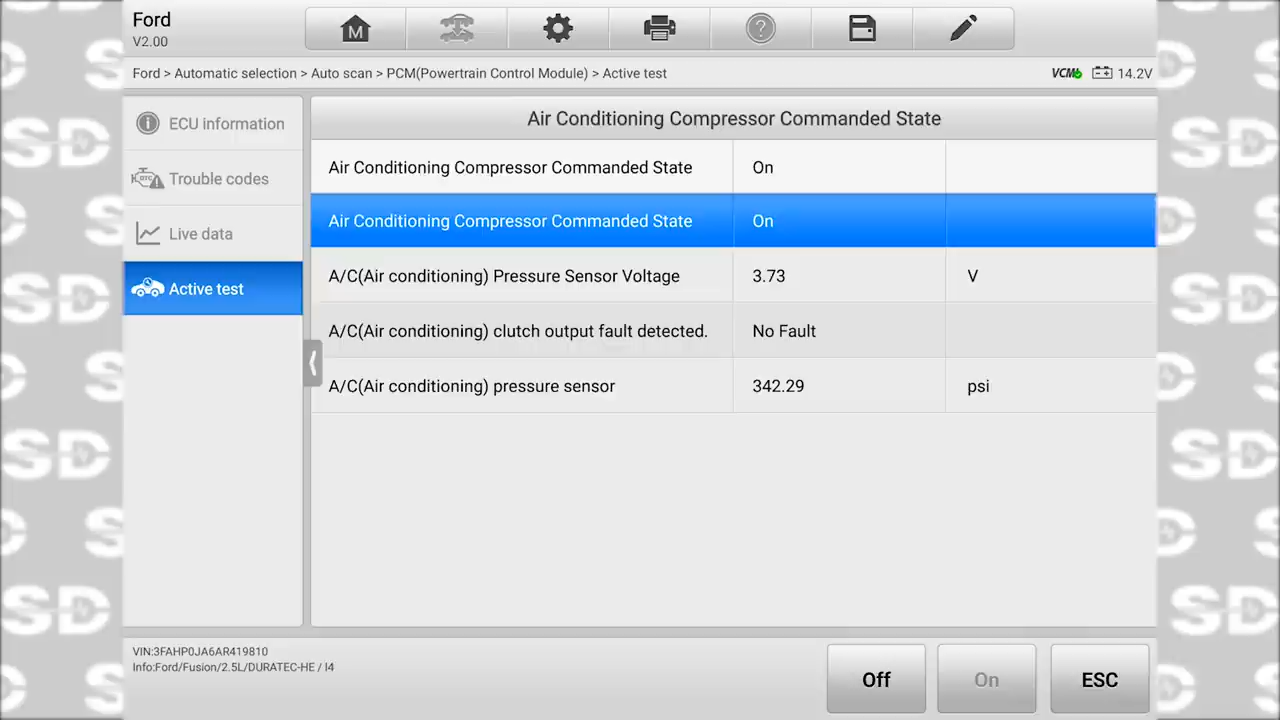 Ford
V2.00
M
?
Ford > Automatic selection > Auto scan > PCM(Powertrain Control Module) > Active test
VCMI 14.2V
ECU information
DTC Trouble codes
Live data
Active test
Air Conditioning Compressor Commanded State
Air Conditioning Compressor Commanded State On
Air Conditioning Compressor Commanded State On
A/C(Air conditioning) Pressure Sensor Voltage 3.73 V
A/C(Air conditioning) clutch output fault detected. No Fault
A/C(Air conditioning) pressure sensor 342.29 psi
VIN:3FAHP0JA6AR419810
Info:Ford/Fusion/2.5L/DURATEC-HE / I4
Off On ESC
SD